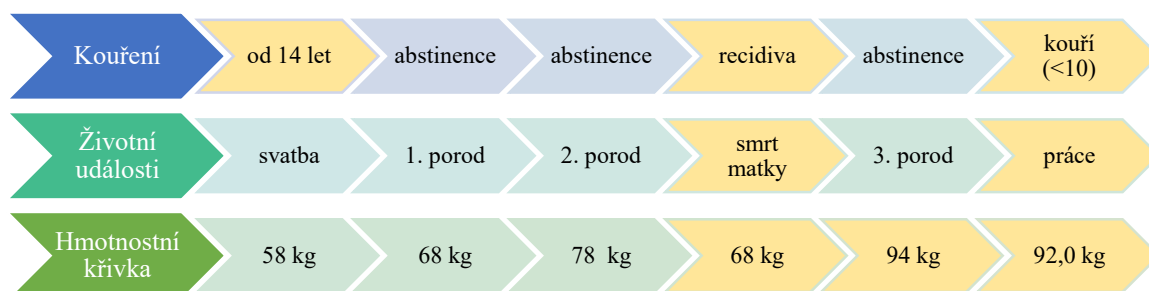 Kouření
od 14 let
abstinence
abstinence
recidiva
abstinence
kouří
(<10)
Životní
události
svatba
1. porod
2. porod
smrt
matky
3. porod
práce
Hmotnostní
křivka
58 kg
68 kg
78 kg
68 kg
94 kg
92,0 kg